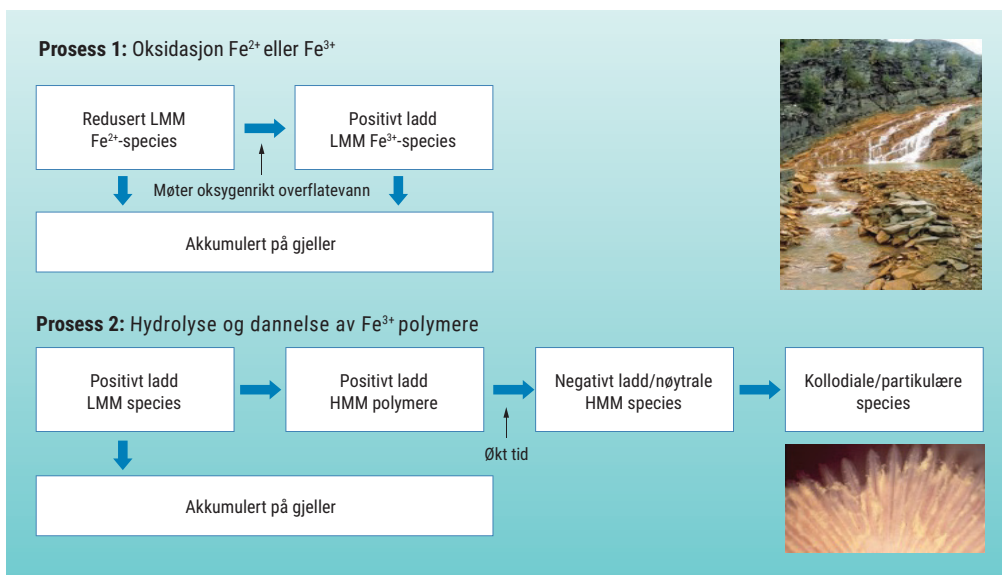 Prosess 1: Oksidasjon Fe²⁺ eller Fe³⁺
Redusert LMM
Fe²⁺-species
Positivt ladd
LMM Fe³⁺-species
Møter oksygenrikt overflatevann
Akkumulert på gjeller
Prosess 2: Hydrolyse og dannelse av Fe³⁺ polymere
Positivt ladd
LMM species
Positivt ladd
HMM polymere
Negativt ladd/nøytrale
HMM species
Kollodiale/partikulære
species
Økt tid
Akkumulert på gjeller